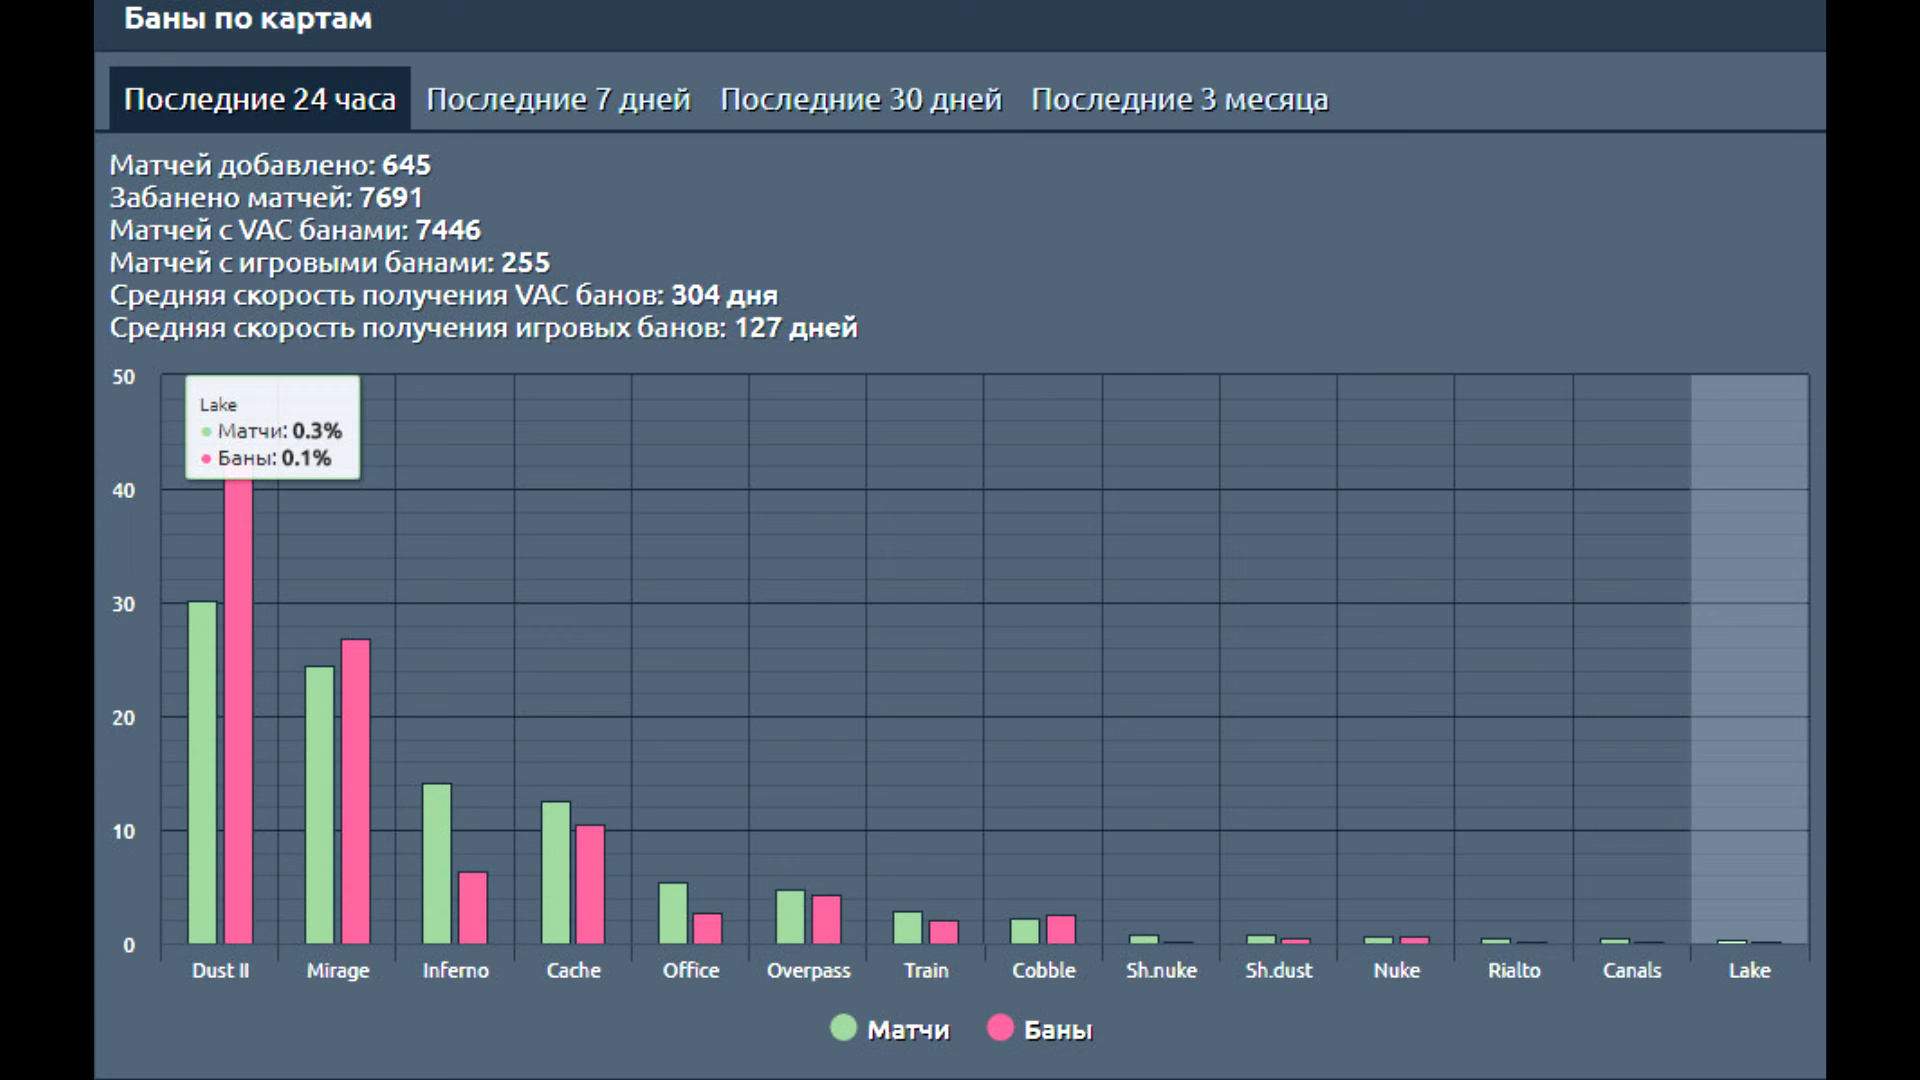 Баны по картам
Последние 24 часа Последние 7 дней Последние 30 дней Последние 3 месяца
Матчей добавлено: 645
Забанено матчей: 7691
Матчей с VAC банами: 7446
Матчей с игровыми банами: 255
Средняя скорость получения VAC банов: 304 дня
Средняя скорость получения игровых банов: 127 дней
50
Lake
Матчи: 0.3%
Баны: 0.1%
40
30
20
10
0
Dust II Mirage Inferno Cache Office Overpass Train Cobble Sh.nuke Sh.dust Nuke Rialto Canals Lake
Матчи Баны